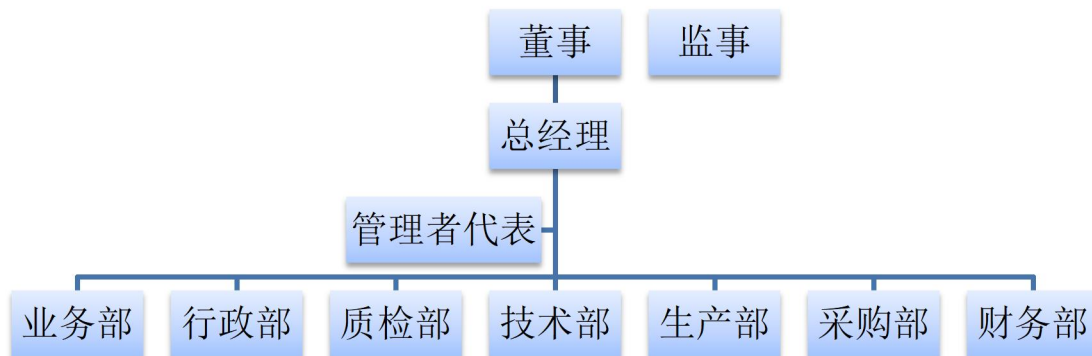 董事
监事
总经理
管理者代表
业务部
行政部
质检部
技术部
生产部
采购部
财务部